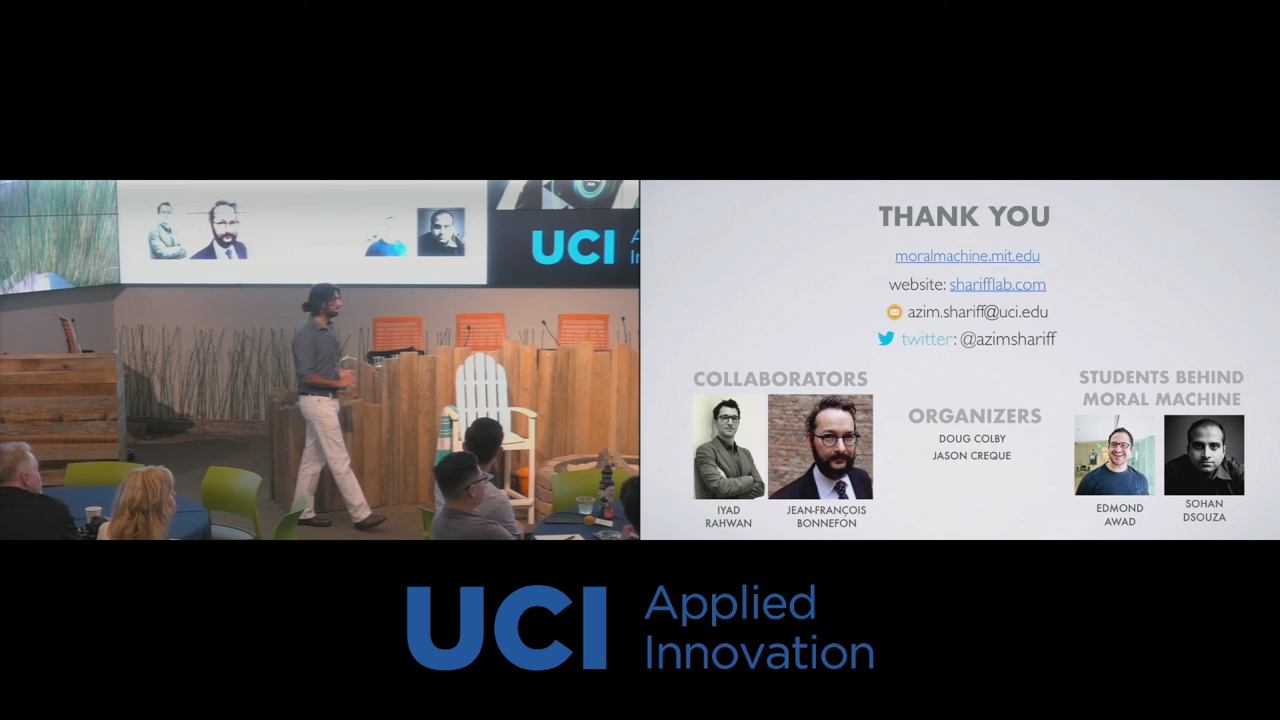 UCI
THANK YOU
moralmachine.mit.edu
website: sharifflab.com
azim.shariff@uci.edu
twitter: @azimshariff
COLLABORATORS
IYAD
RAHWAN
JEAN-FRANÇOIS
BONNEFON
ORGANIZERS
DOUG COLBY
JASON CREQUE
STUDENTS BEHIND
MORAL MACHINE
EDMOND
AWAD
SOHAN
DSOUZA
UCI Applied
Innovation